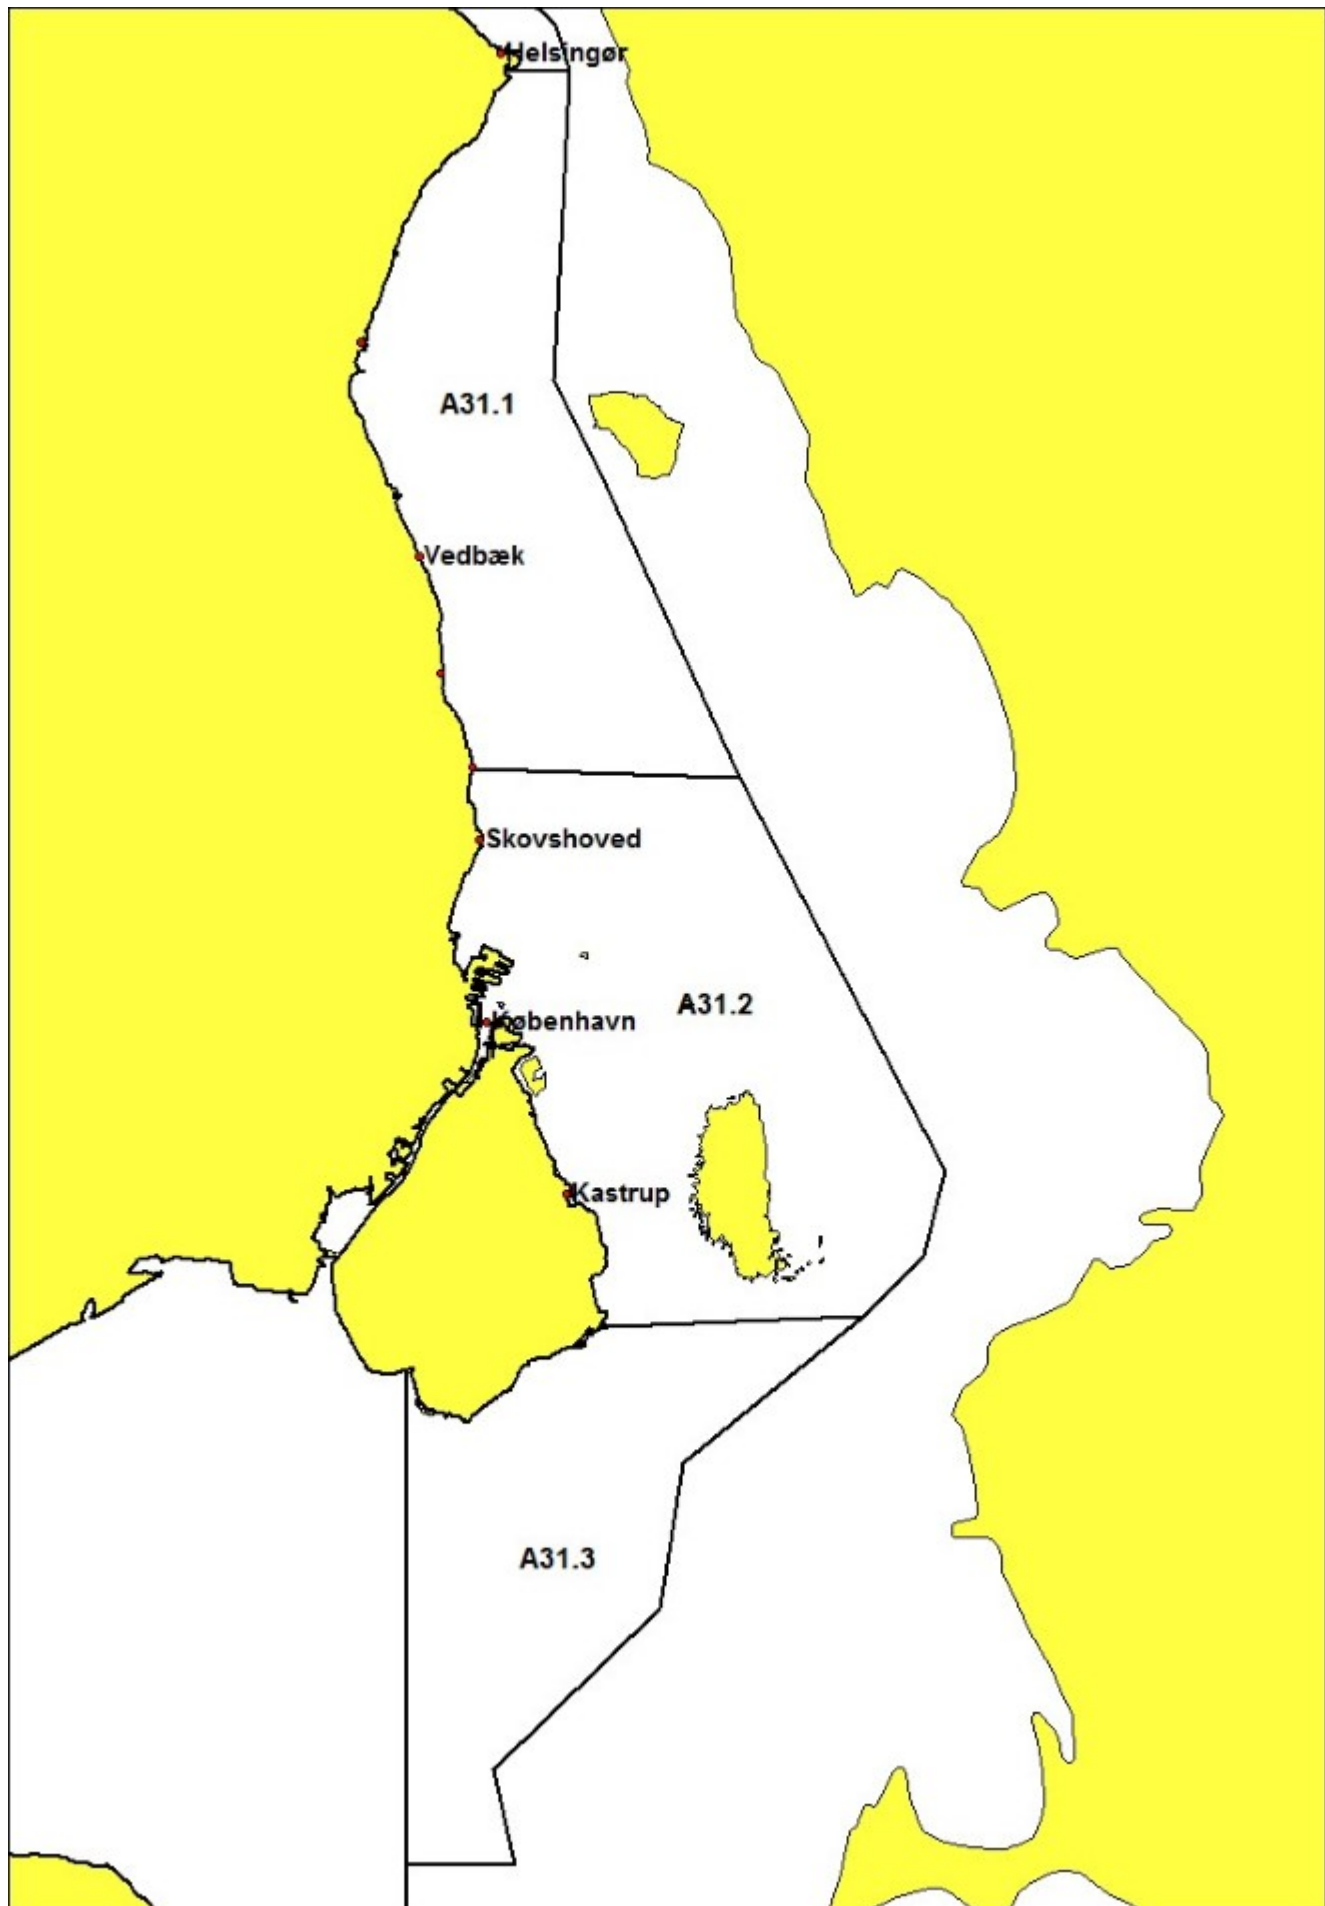 Helsingør
A31.1
Vedbæk
Skovshoved
A31.2
København
Kastrup
A31.3